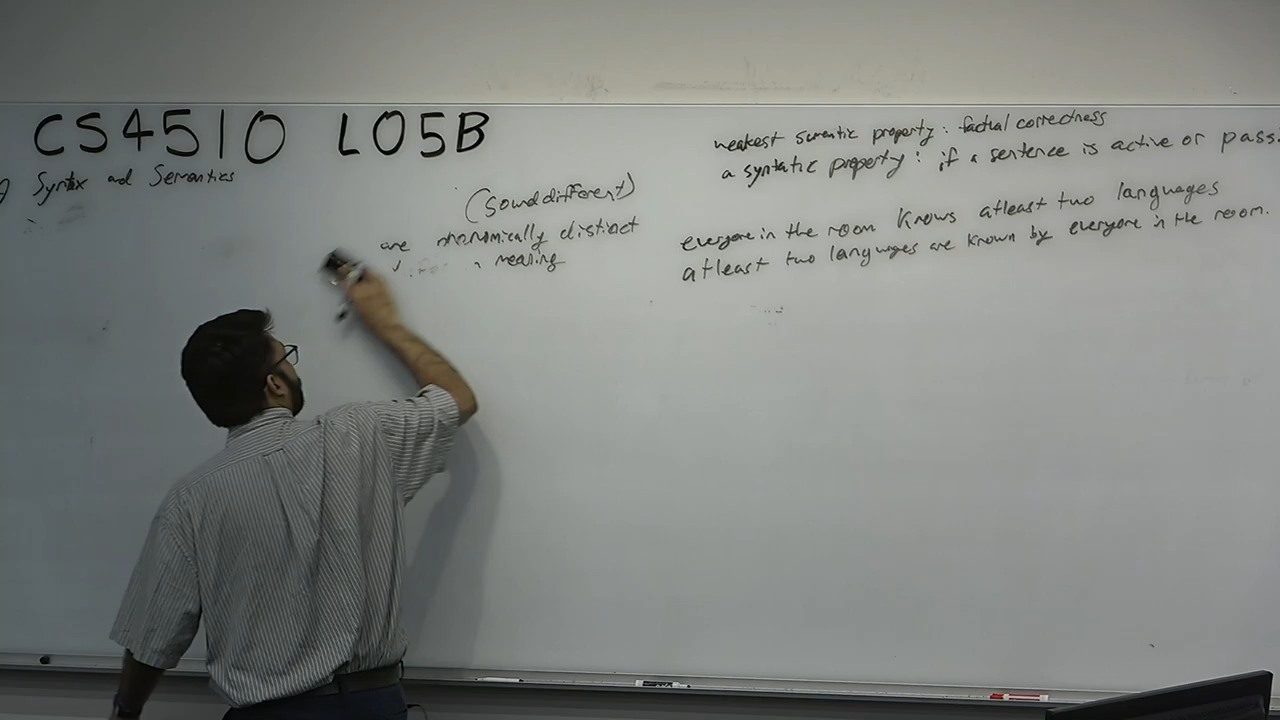 CS4510 L05B
Syntax and Semantics
(sound different)
are phonemically distinct
meaning
weakest semantic property: factual correctness
a syntatic property: if a sentence is active or pass.
everyone in the room knows atleast two languages
atleast two languages are known by everyone in the room.